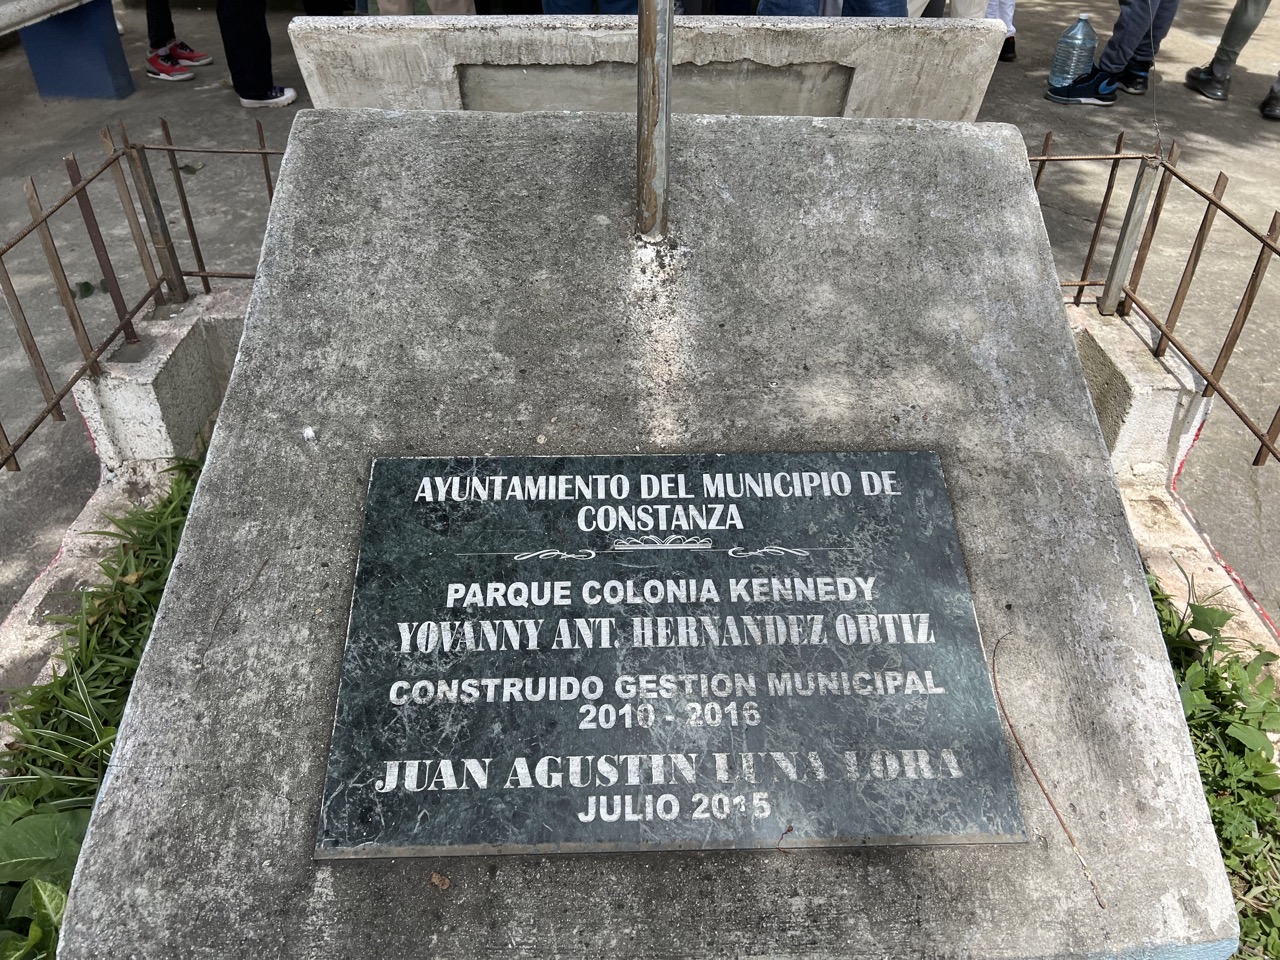 AYUNTAMIENTO DEL MUNICIPIO DE
CONSTANZA
PARQUE COLONIA KENNEDY
YOVANNY ANT. HERNANDEZ ORTIZ
CONSTRUIDO GESTION MUNICIPAL
2010 - 2016
JUAN AGUSTIN LUNA LORA
JULIO 2015